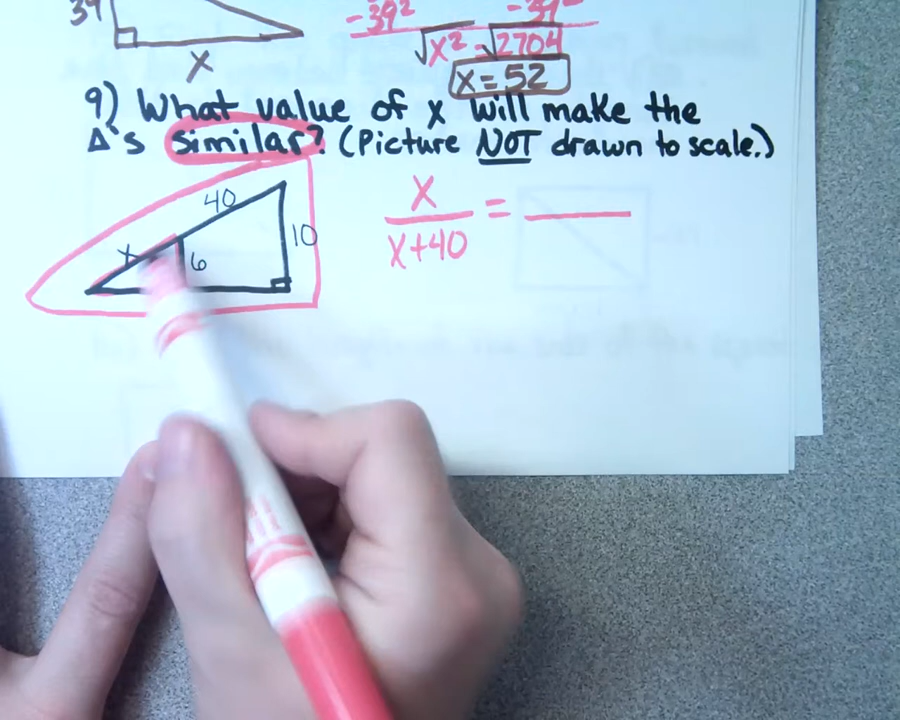 39
-39² -39²
√x² √2704
x
x = 52
9) What value of x will make the
Δ's similar? (Picture NOT drawn to scale.)
40
x
6
10
x
x+40
=